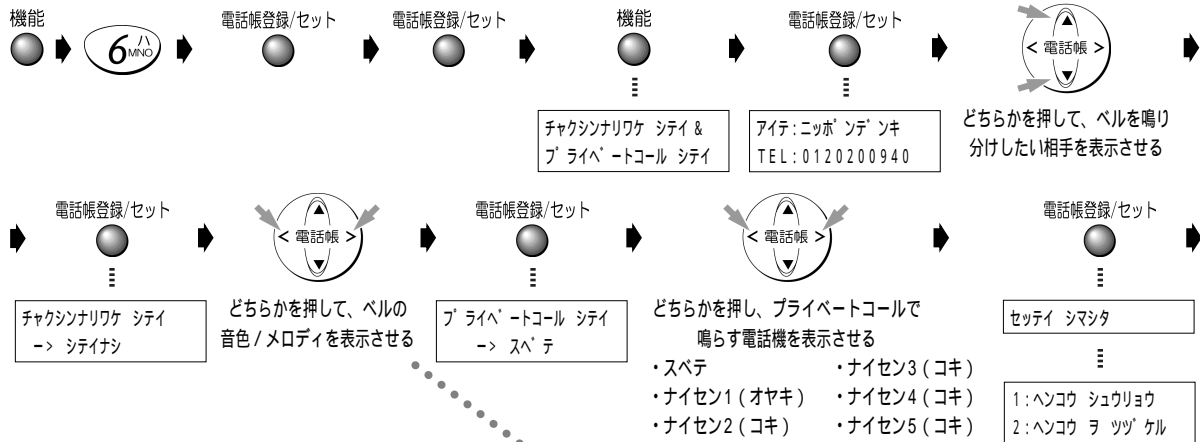 機能
電話帳登録/セット
電話帳登録/セット
機能
電話帳登録/セット
6 ハ MNO
< 電話帳 >
チャクシンナリワケ シテイ &
プライベートコール シテイ
アイテ:ニッポンデンキ
TEL:0120200940
どちらかを押して、ベルを鳴り
分けしたい相手を表示させる
電話帳登録/セット
< 電話帳 >
電話帳登録/セット
< 電話帳 >
電話帳登録/セット
チャクシンナリワケ シテイ
-> シテイナシ
どちらかを押して、ベルの
音色/メロディを表示させる
プライベートコール シテイ
-> スベテ
どちらかを押し、プライベートコールで
鳴らす電話機を表示させる
・スベテ
・ナイセン1(オヤキ)
・ナイセン2(コキ)
・ナイセン3(コキ)
・ナイセン4(コキ)
・ナイセン5(コキ)
セッテイ シマシタ
1:ヘンコウ シュウリョウ
2:ヘンコウ ヲ ツヅケル